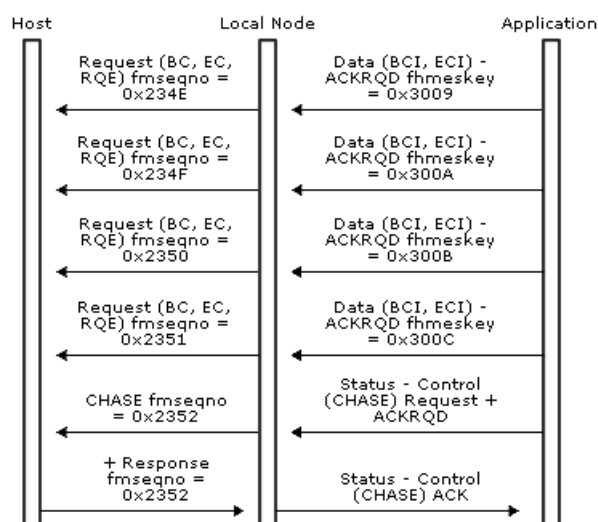 Host
Local Node
Application
Request (BC, EC,
RQE) fmseqno =
0x234E
Data (BCI, ECI) -
ACKRQD fhmeskey
= 0x3009
Request (BC, EC,
RQE) fmseqno =
0x234F
Data (BCI, ECI) -
ACKRQD fhmeskey
= 0x300A
Request (BC, EC,
RQE) fmseqno =
0x2350
Data (BCI, ECI) -
ACKRQD fhmeskey
= 0x300B
Request (BC, EC,
RQE) fmseqno =
0x2351
Data (BCI, ECI) -
ACKRQD fhmeskey
= 0x300C
CHASE fmseqno
= 0x2352
Status - Control
(CHASE) Request +
ACKRQD
+ Response
fmseqno =
0x2352
Status - Control
(CHASE) ACK